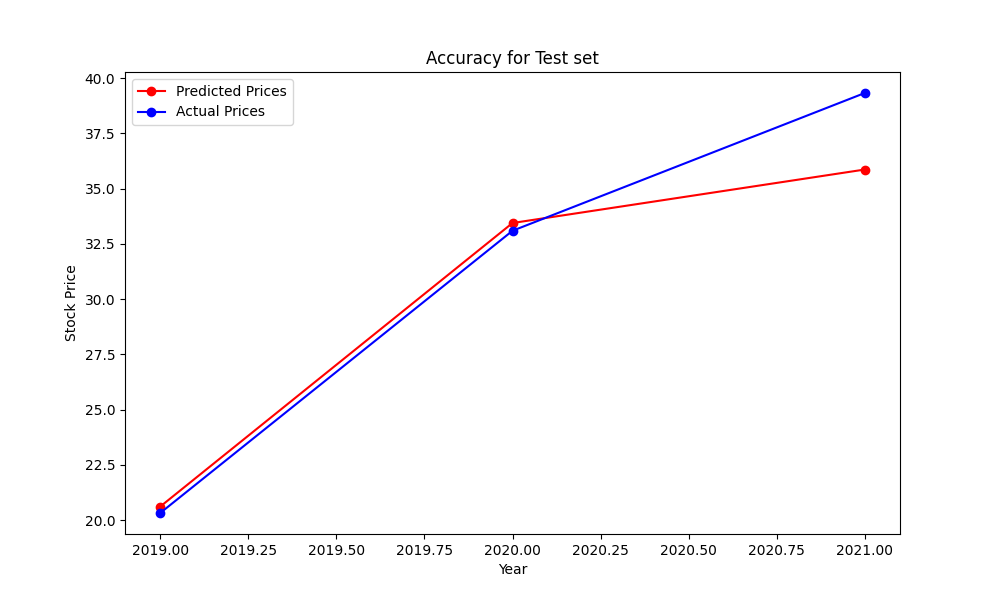 Accuracy for Test set
Predicted Prices
Actual Prices
40.0
37.5
35.0
32.5
30.0
27.5
25.0
22.5
20.0
Stock Price
2019.00 2019.25 2019.50 2019.75 2020.00 2020.25 2020.50 2020.75 2021.00
Year